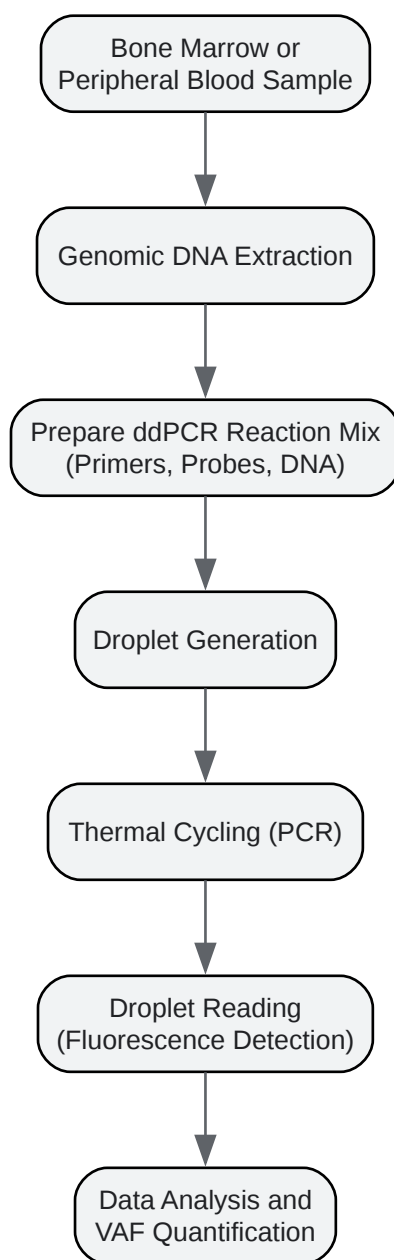 Bone Marrow or
Peripheral Blood Sample
Genomic DNA Extraction
Prepare ddPCR Reaction Mix
(Primers, Probes, DNA)
Droplet Generation
Thermal Cycling (PCR)
Droplet Reading
(Fluorescence Detection)
Data Analysis and
VAF Quantification